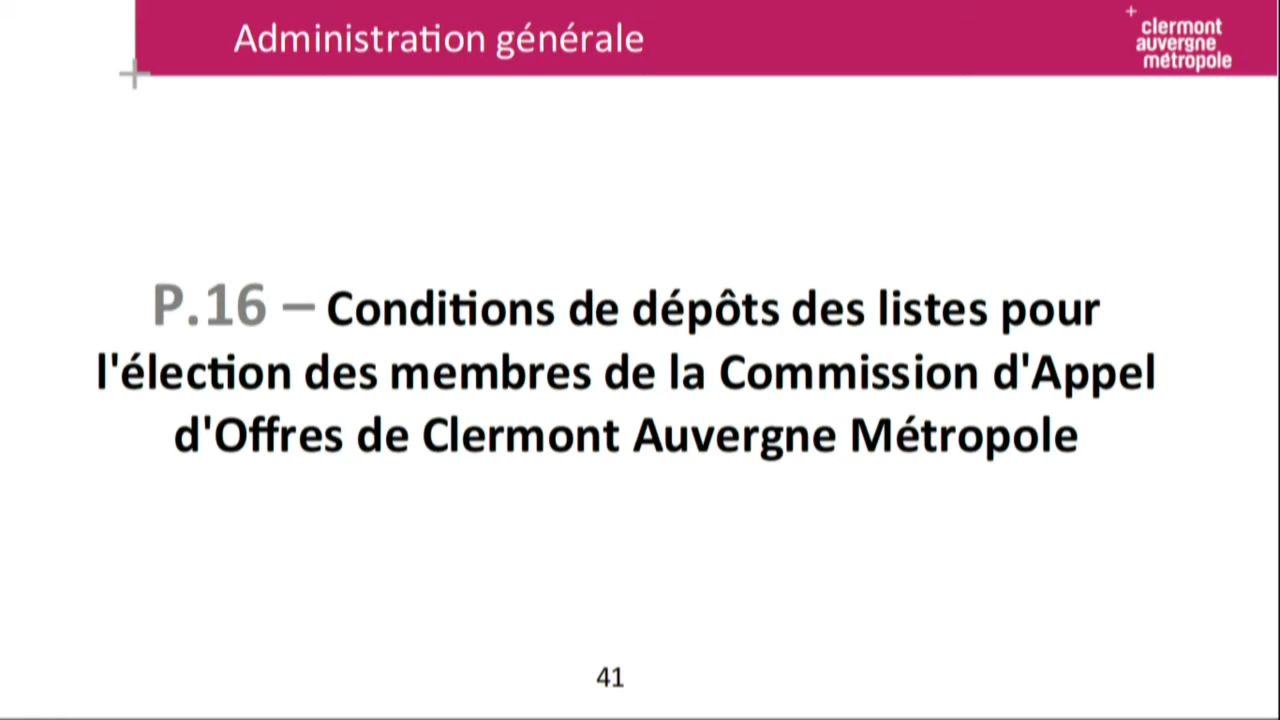 Administration générale
clermont
auvergne
métropole
P.16 – Conditions de dépôts des listes pour
l'élection des membres de la Commission d'Appel
d'Offres de Clermont Auvergne Métropole
41